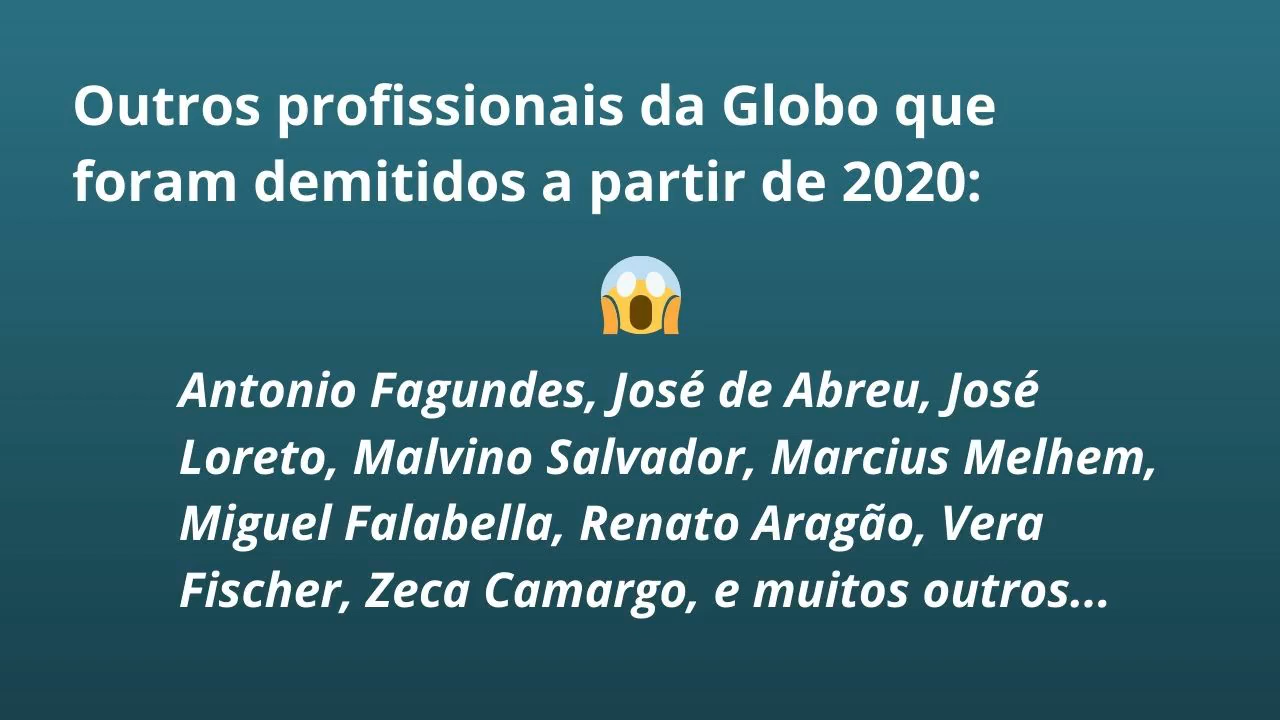 Outros profissionais da Globo que
foram demitidos a partir de 2020:
Antonio Fagundes, José de Abreu, José
Loreto, Malvino Salvador, Marcius Melhem,
Miguel Falabella, Renato Aragão, Vera
Fischer, Zeca Camargo, e muitos outros...